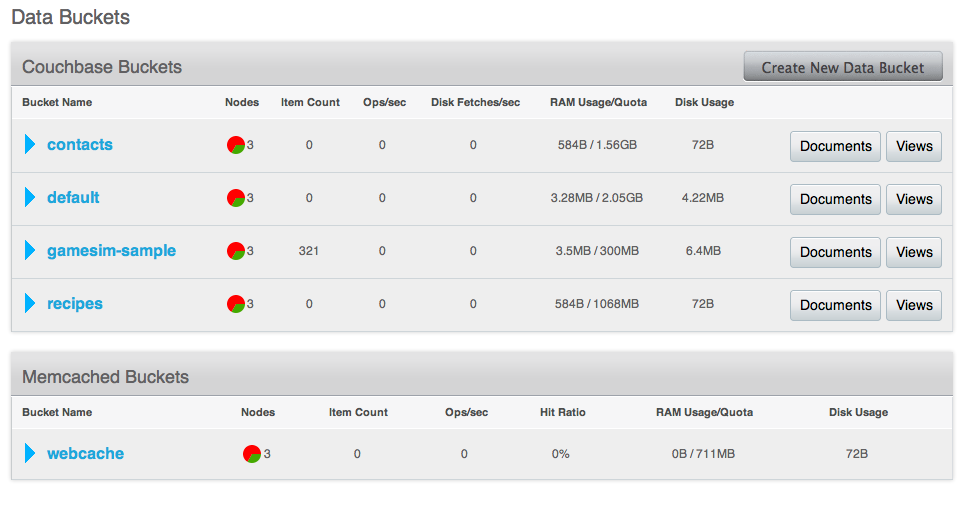 Data Buckets
Couchbase Buckets Create New Data Bucket
Bucket Name Nodes Item Count Ops/sec Disk Fetches/sec RAM Usage/Quota Disk Usage
contacts 3 0 0 0 584B / 1.56GB 72B Documents Views
default 3 0 0 0 3.28MB / 2.05GB 4.22MB Documents Views
gamesim-sample 3 321 0 0 3.5MB / 300MB 6.4MB Documents Views
recipes 3 0 0 0 584B / 1068MB 72B Documents Views
Memcached Buckets
Bucket Name Nodes Item Count Ops/sec Hit Ratio RAM Usage/Quota Disk Usage
webcache 3 0 0 0% 0B / 711MB 72B